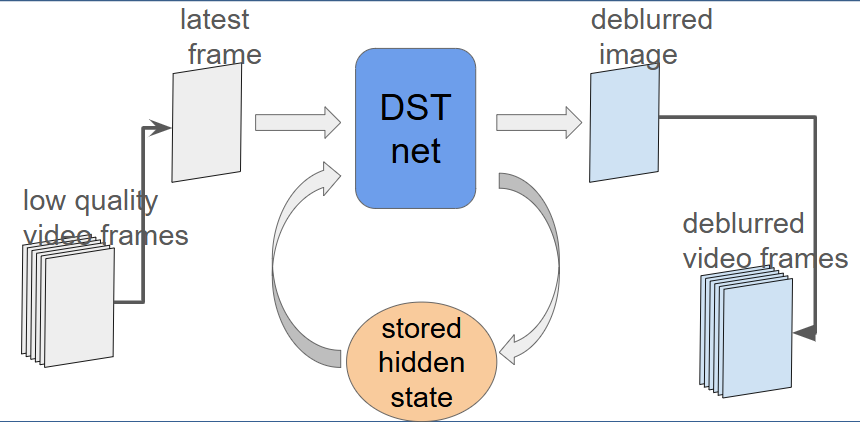 latest
frame
deblurred
image
DST
net
low quality
video frames
deblurred
video frames
stored
hidden
state